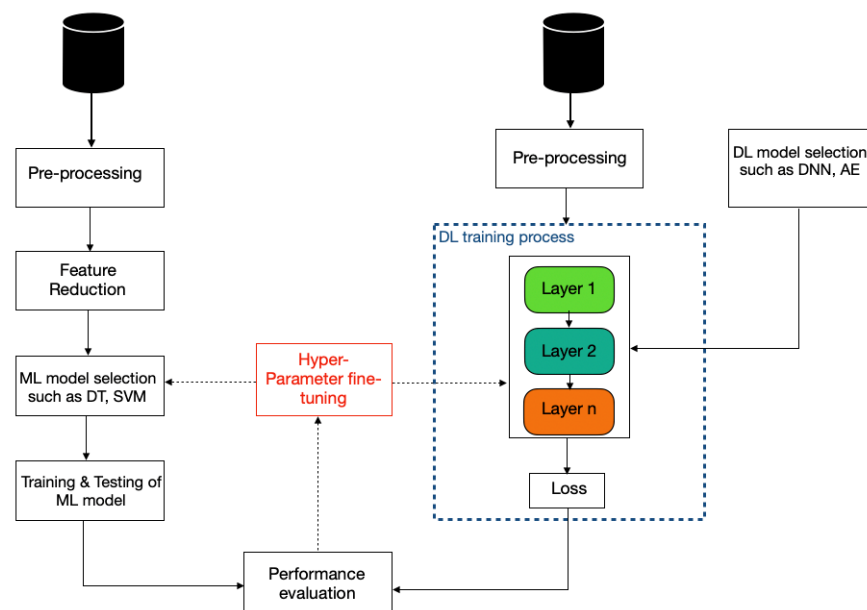 Pre-processing
Feature
Reduction
ML model selection
such as DT, SVM
Training & Testing of
ML model
Hyper-
Parameter fine-
tuning
Performance
evaluation
Pre-processing
DL training process
Layer 1
Layer 2
Layer n
Loss
DL model selection
such as DNN, AE